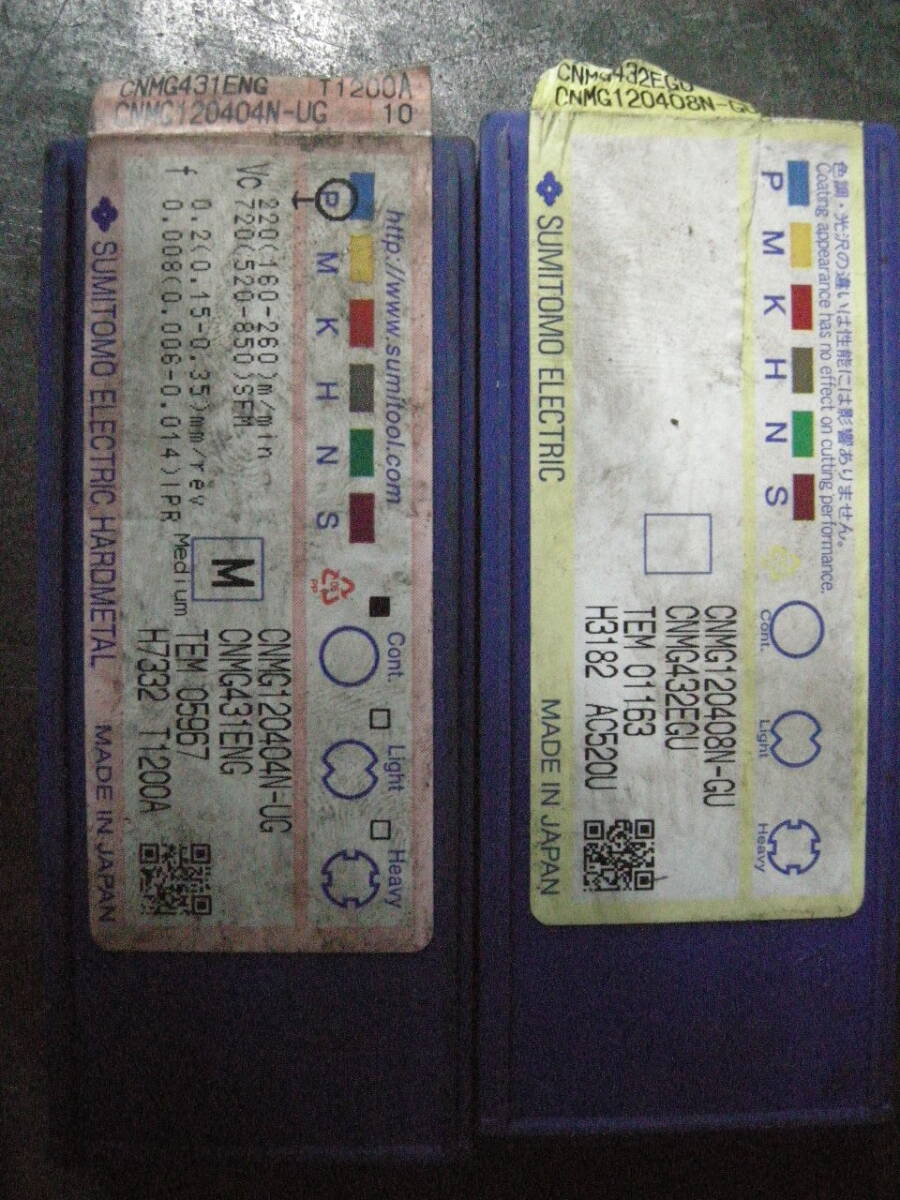 CNMG431ENG T1200A
CNMG120404N-UG 10
http://www.sumitool.com
P M K H N S
Cont. Light Heavy
Vc 220(160-260)m/min
720(520-850)SFM
0.2(0.15-0.35)mm/rev
f 0.008(0.006-0.014)IPR
M
Medium
CNMG120404N-UG
CNMG431ENG
TEM 05967
H7332 T1200A
SUMITOMO ELECTRIC HARDMETAL MADE IN JAPAN
CNMG432EGU
CNMG120408N-GU
色調・光沢の違いは性能には影響ありません。
Coating appearance has no effect on cutting performance.
P M K H N S
Cont. Light Heavy
CNMG120408N-GU
CNMG432EGU
TEM 01163
H3182 AC520U
SUMITOMO ELECTRIC MADE IN JAPAN